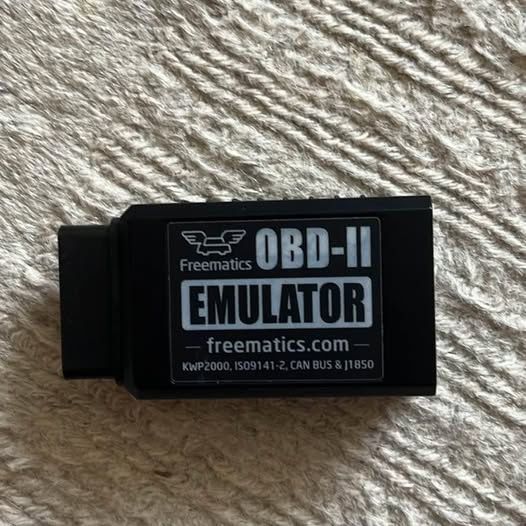 Freematics OBD-II
EMULATOR
— freematics.com —
KWP2000, ISO9141-2, CAN BUS & J1850